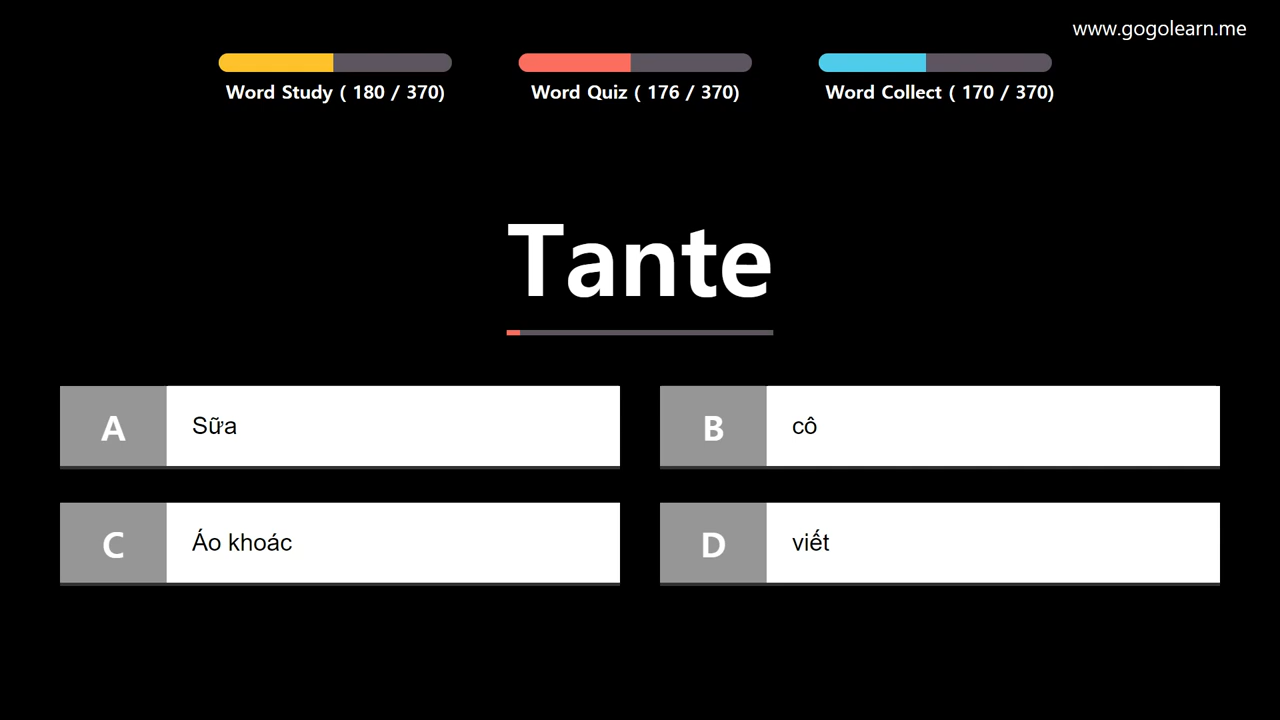 www.gogolearn.me
Word Study ( 180 / 370)
Word Quiz ( 176 / 370)
Word Collect ( 170 / 370)
Tante
A
Sữa
B
cô
C
Áo khoác
D
viết